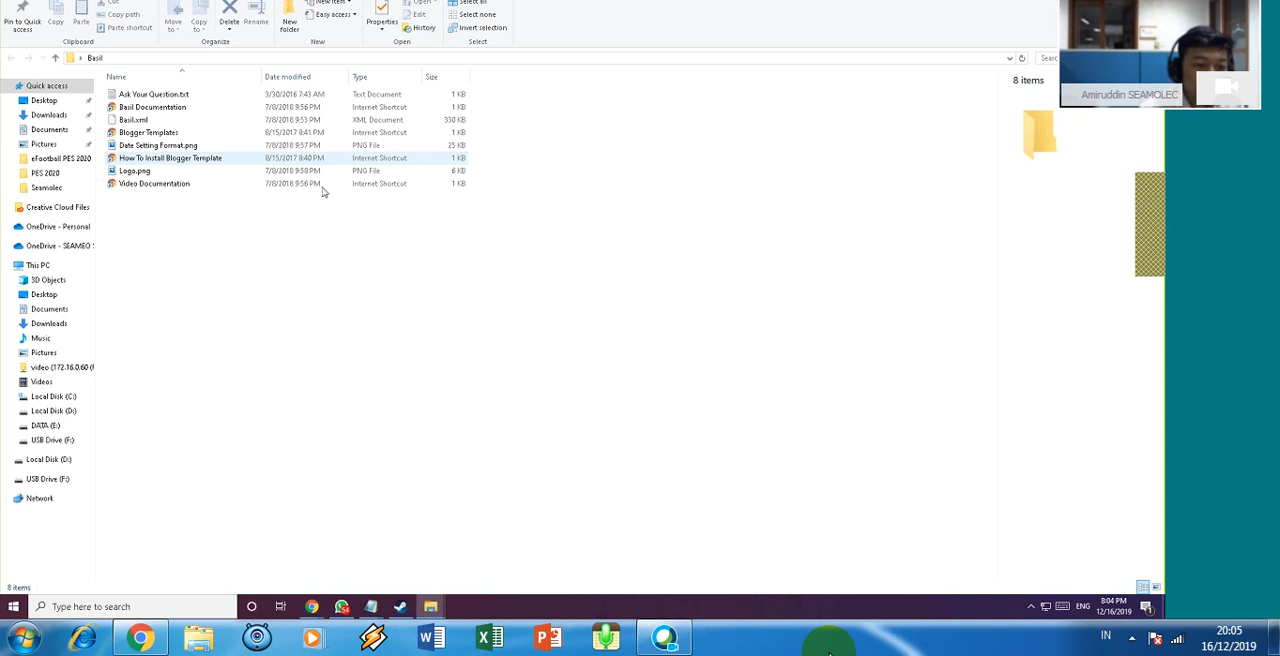 Pin to Quick access
Copy
Paste
Cut
Copy path
Paste shortcut
Clipboard
Move to
Copy to
Delete
Rename
Organize
New folder
New item
Easy access
New
Properties
Open
Edit
History
Open
Select all
Select none
Invert selection
Select
Basil
Sear
Name
Date modified
Type
Size
Quick access
Desktop
Downloads
Documents
Pictures
eFootball PES 2020
PES 2020
Seamolec
Creative Cloud Files
OneDrive - Personal
OneDrive - SEAMEO S
This PC
3D Objects
Desktop
Documents
Downloads
Music
Pictures
video (172.16.0.60) (
Videos
Local Disk (C:)
Local Disk (D:)
DATA (E:)
USB Drive (F:)
Local Disk (D:)
USB Drive (F:)
Network
Ask Your Question.txt 3/30/2016 7:43 AM Text Document 1 KB
Basil Documentation 7/8/2018 9:56 PM Internet Shortcut 1 KB
Basil.xml 7/8/2018 9:53 PM XML Document 330 KB
Blogger Templates 8/15/2017 8:41 PM Internet Shortcut 1 KB
Date Setting Format.png 7/8/2018 9:57 PM PNG File 25 KB
How To Install Blogger Template 8/15/2017 8:40 PM Internet Shortcut 1 KB
Logo.png 7/8/2018 9:58 PM PNG File 6 KB
Video Documentation 7/8/2018 9:56 PM Internet Shortcut 1 KB
8 items
Amiruddin SEAMOLEC
8 items
Type here to search
ENG
8:04 PM
12/16/2019
IN
20:05
16/12/2019